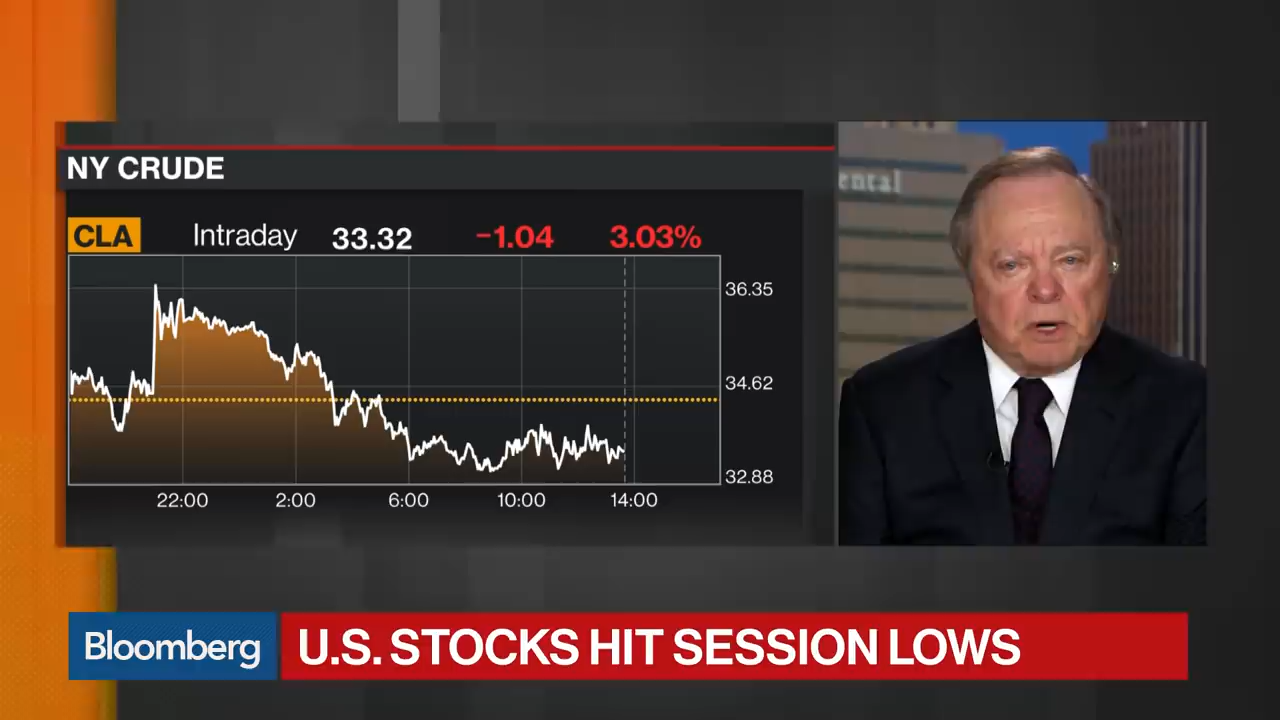 NY CRUDE
CLA Intraday 33.32 −1.04 3.03%
36.35
34.62
32.88
22:00 2:00 6:00 10:00 14:00
ental
Bloomberg U.S. STOCKS HIT SESSION LOWS